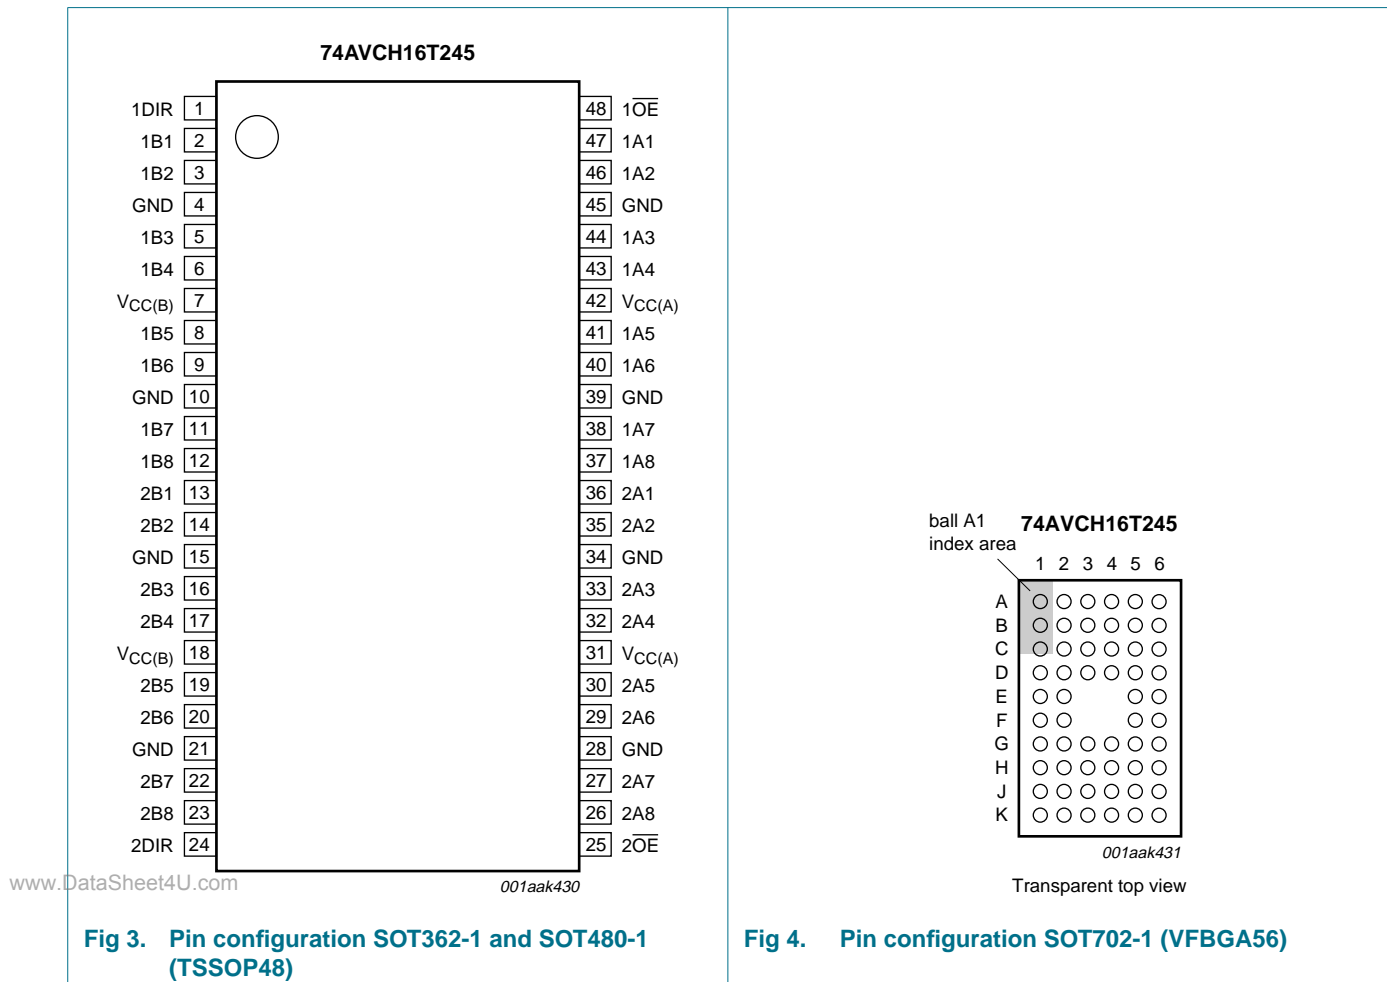 74AVCH16T245
1DIR 1 48 1O̅E̅
1B1 2 47 1A1
1B2 3 46 1A2
GND 4 45 GND
1B3 5 44 1A3
1B4 6 43 1A4
VCC(B) 7 42 VCC(A)
1B5 8 41 1A5
1B6 9 40 1A6
GND 10 39 GND
1B7 11 38 1A7
1B8 12 37 1A8
2B1 13 36 2A1
2B2 14 35 2A2
GND 15 34 GND
2B3 16 33 2A3
2B4 17 32 2A4
VCC(B) 18 31 VCC(A)
2B5 19 30 2A5
2B6 20 29 2A6
GND 21 28 GND
2B7 22 27 2A7
2B8 23 26 2A8
2DIR 24 25 2O̅E̅
001aak430
www.DataSheet4U.com
Fig 3. Pin configuration SOT362-1 and SOT480-1
(TSSOP48)
ball A1
index area
74AVCH16T245
1 2 3 4 5 6
A
B
C
D
E
F
G
H
J
K
001aak431
Transparent top view
Fig 4. Pin configuration SOT702-1 (VFBGA56)